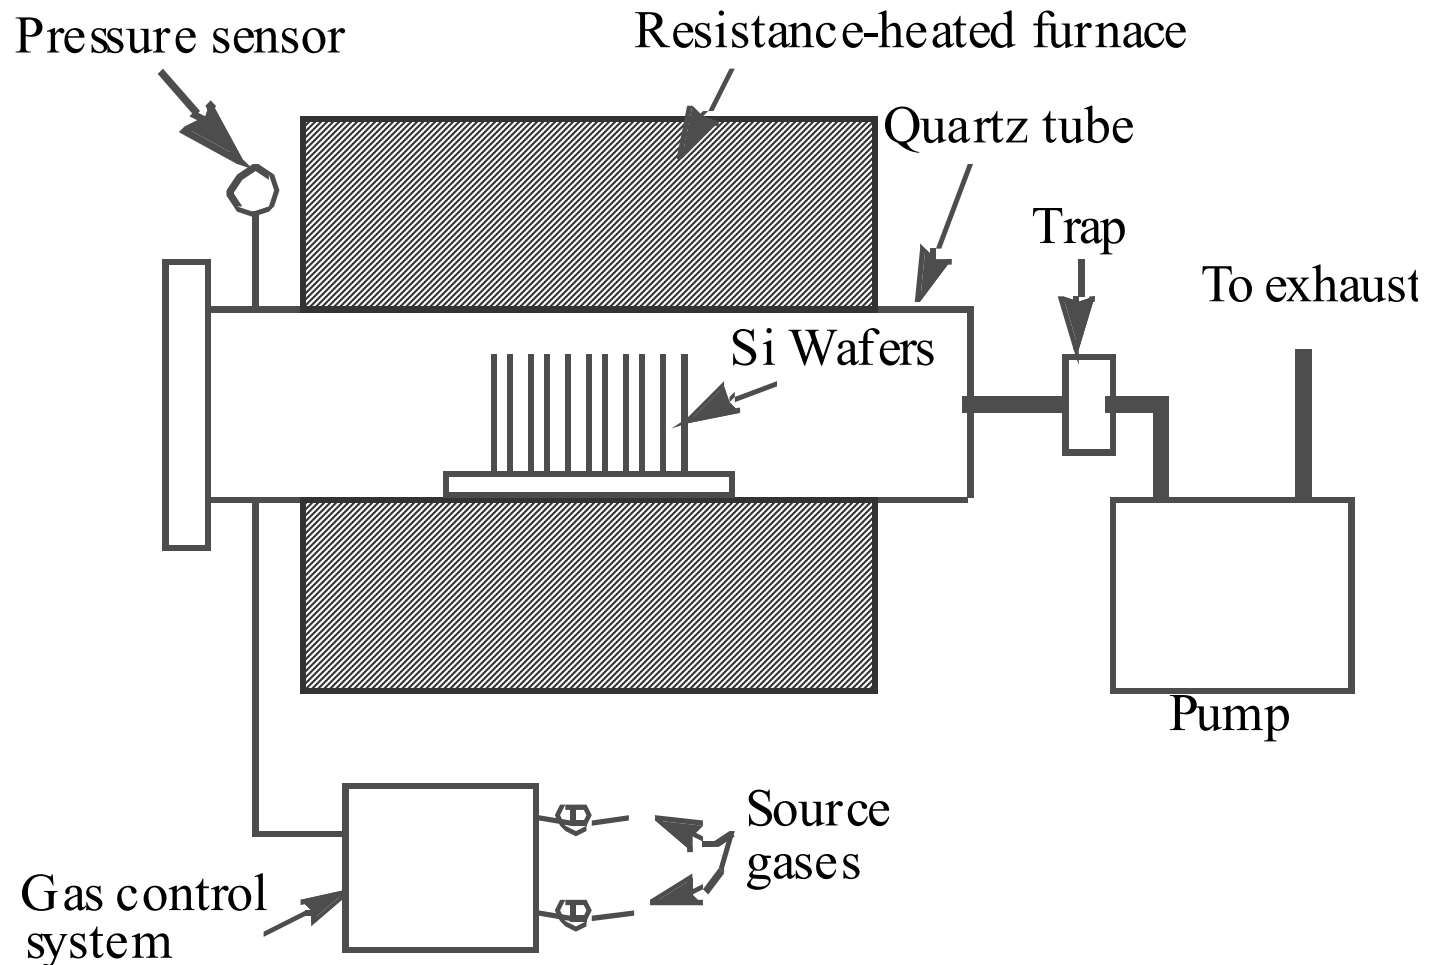 Pressure sensor
Resistance-heated furnace
Quartz tube
Trap
To exhaust
Si Wafers
Pump
Source
gases
Gas control
system